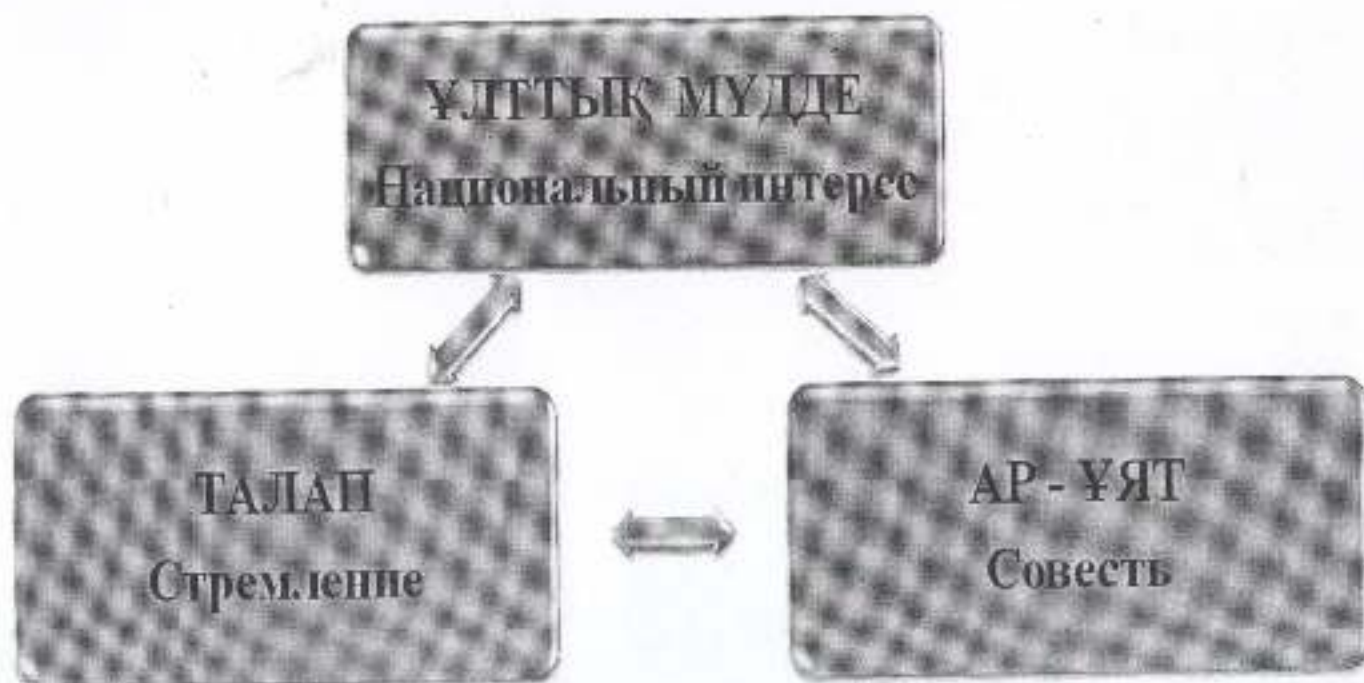 ҰЛТТЫҚ МҮДДЕ
Национальный интерес
ТАЛАП
Стремление
АР - ҰЯТ
Совесть